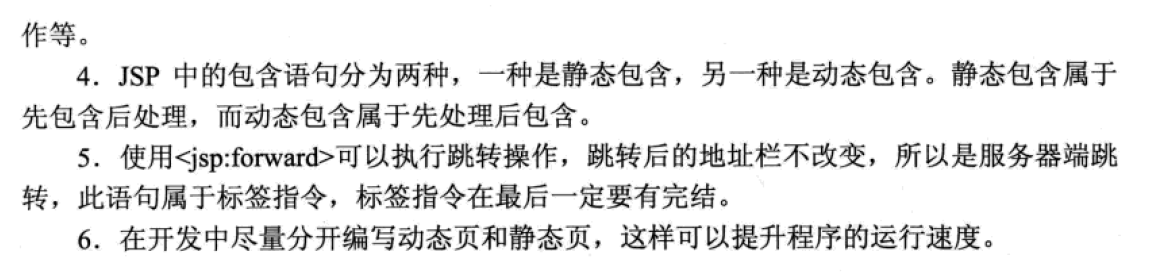 作等。
4．JSP 中的包含语句分为两种，一种是静态包含，另一种是动态包含。静态包含属于
先包含后处理，而动态包含属于先处理后包含。
5．使用<jsp:forward>可以执行跳转操作，跳转后的地址栏不改变，所以是服务器端跳
转，此语句属于标签指令，标签指令在最后一定要有完结。
6．在开发中尽量分开编写动态页和静态页，这样可以提升程序的运行速度。